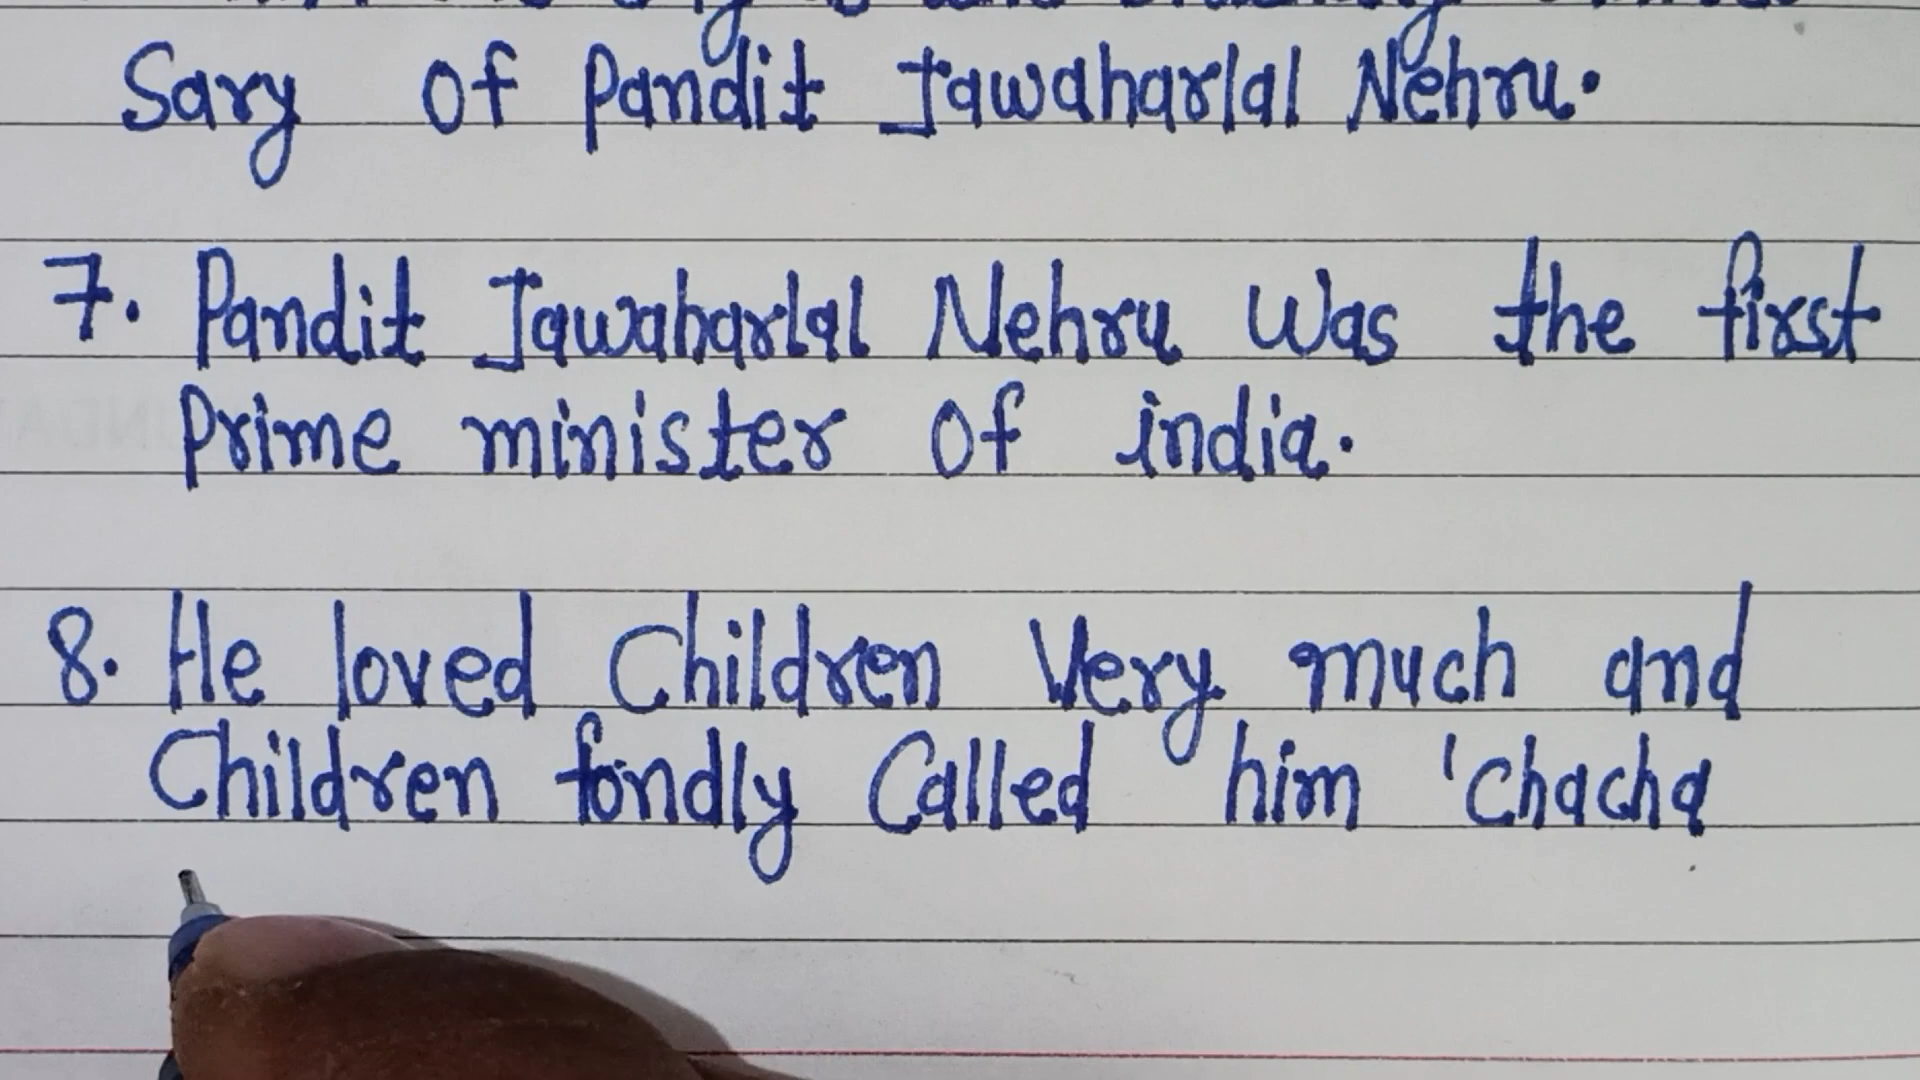 Sary of Pandit Jawaharlal Nehru.
7. Pandit Jawaharlal Nehru Was the first
Prime minister of india.
8. He loved Children Very much and
Children fondly Called him 'Chacha